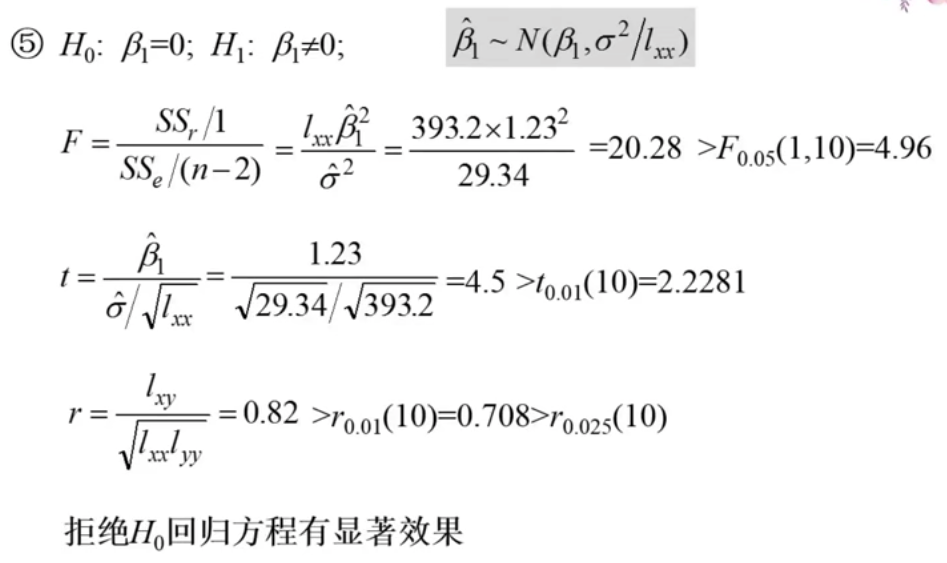 ⑤ H₀: β₁=0; H₁: β₁≠0; β̂₁ ~ N(β₁,σ²/lₓₓ)
F = (SSᵣ/1)/(SSₑ/(n−2)) = (lₓₓβ̂₁²)/σ̂² = (393.2×1.23²)/29.34 =20.28 >F₀.₀₅(1,10)=4.96
t = β̂₁/(σ̂/√lₓₓ) = 1.23/(√29.34/√393.2) =4.5 >t₀.₀₁(10)=2.2281
r = l_xy/√(l_xx l_yy) = 0.82 >r₀.₀₁(10)=0.708>r₀.₀₂₅(10)
拒绝H₀回归方程有显著效果